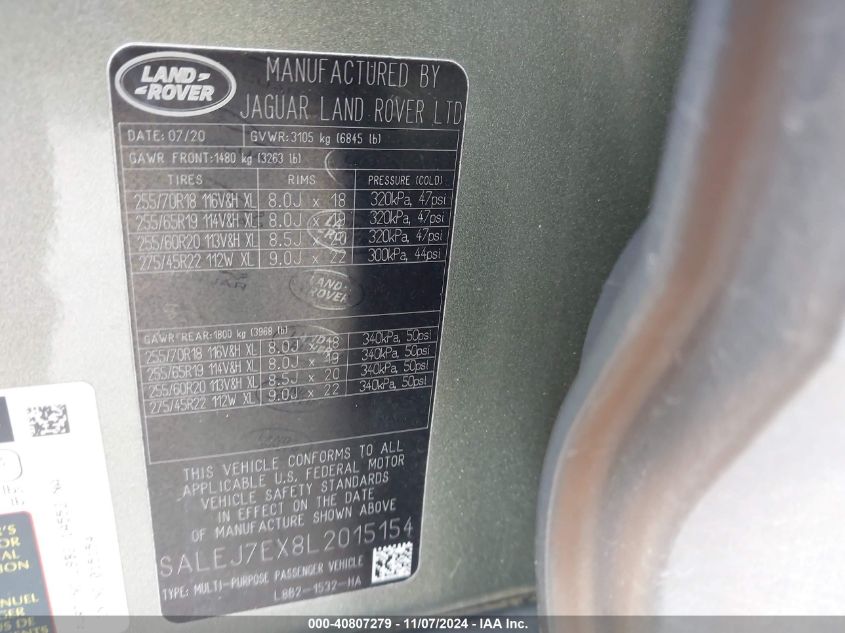 LAND ROVER
MANUFACTURED BY
JAGUAR LAND ROVER LTD
DATE: 07/20 GVWR:3105 kg (6845 lb)
GAWR FRONT:1480 kg (3263 lb)
TIRES RIMS PRESSURE (COLD)
255/70R18 116V&H XL 8.0J x 18 320kPa, 47psi
255/65R19 114V&H XL 8.0J x 19 320kPa, 47psi
255/60R20 113V&H XL 8.5J x 20 320kPa, 47psi
275/45R22 112W XL 9.0J x 22 300kPa, 44psi
LAND ROVER
GAWR REAR:1800 kg (3968 lb)
255/70R18 116V&H XL 8.0J x 18 340kPa, 50psi
255/65R19 114V&H XL 8.0J x 19 340kPa, 50psi
255/60R20 113V&H XL 8.5J x 20 340kPa, 50psi
275/45R22 112W XL 9.0J x 22 340kPa, 50psi
THIS VEHICLE CONFORMS TO ALL
APPLICABLE U.S. FEDERAL MOTOR
VEHICLE SAFETY STANDARDS
IN EFFECT ON THE DATE
OF MANUFACTURE SHOWN ABOVE
SALEJ7EX8L2015154
TYPE: MULTI-PURPOSE PASSENGER VEHICLE
L8B2-1532-HA
000-40807279 - 11/07/2024 - IAA Inc.